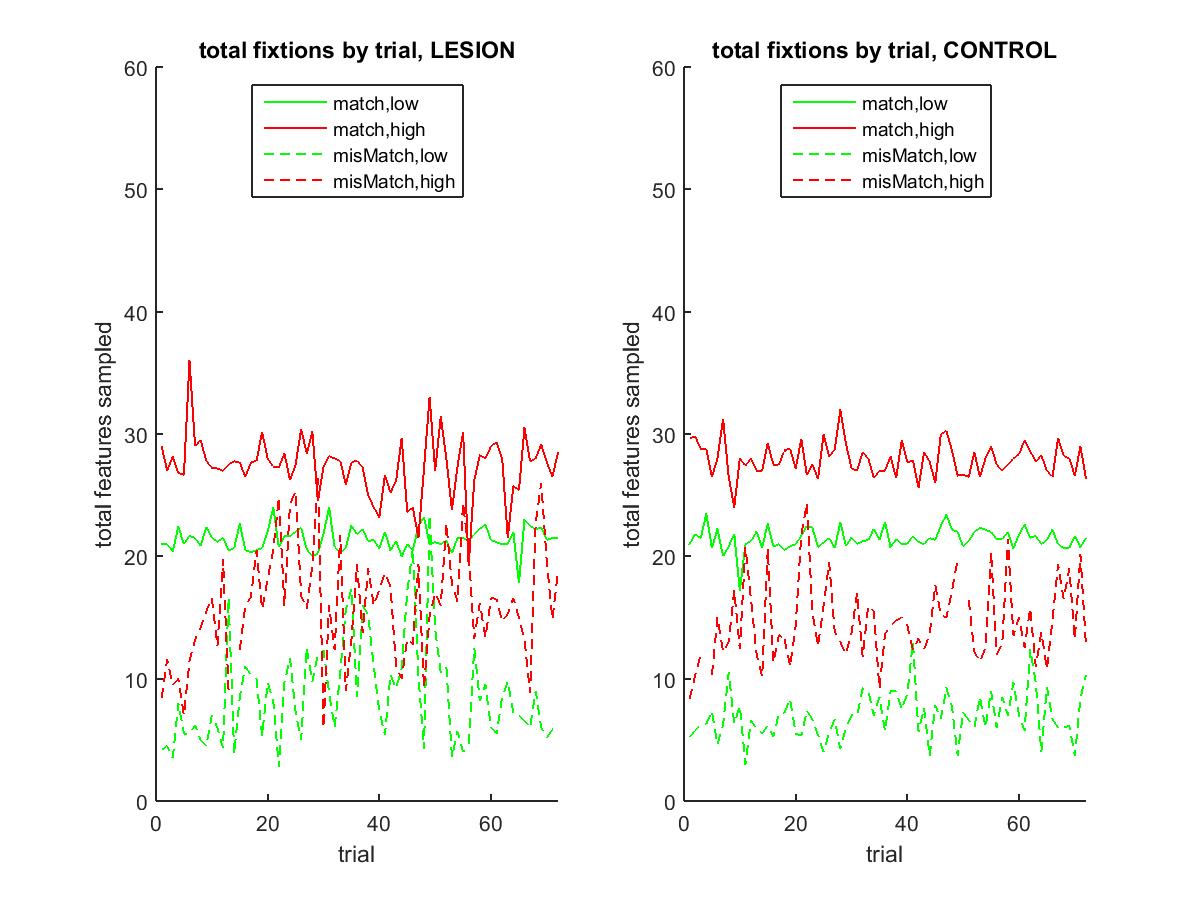 total fixtions by trial, LESION
60
50
40
30
20
10
0
total features sampled
match,low
match,high
misMatch,low
misMatch,high
0 20 40 60
trial
total fixtions by trial, CONTROL
60
50
40
30
20
10
0
total features sampled
match,low
match,high
misMatch,low
misMatch,high
0 20 40 60
trial